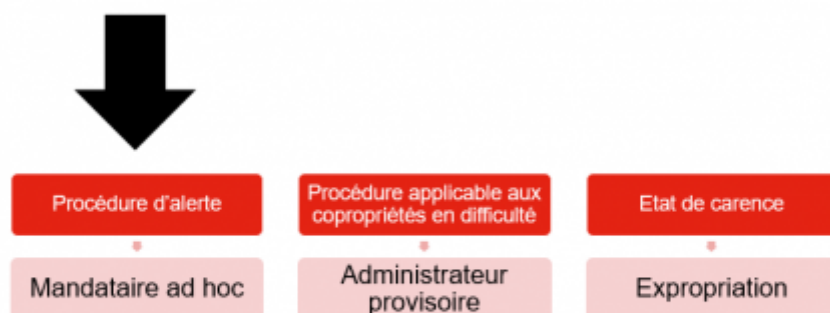 Procédure d'alerte
Procédure applicable aux
copropriétés en difficulté
Etat de carence
Mandataire ad hoc
Administrateur
provisoire
Expropriation